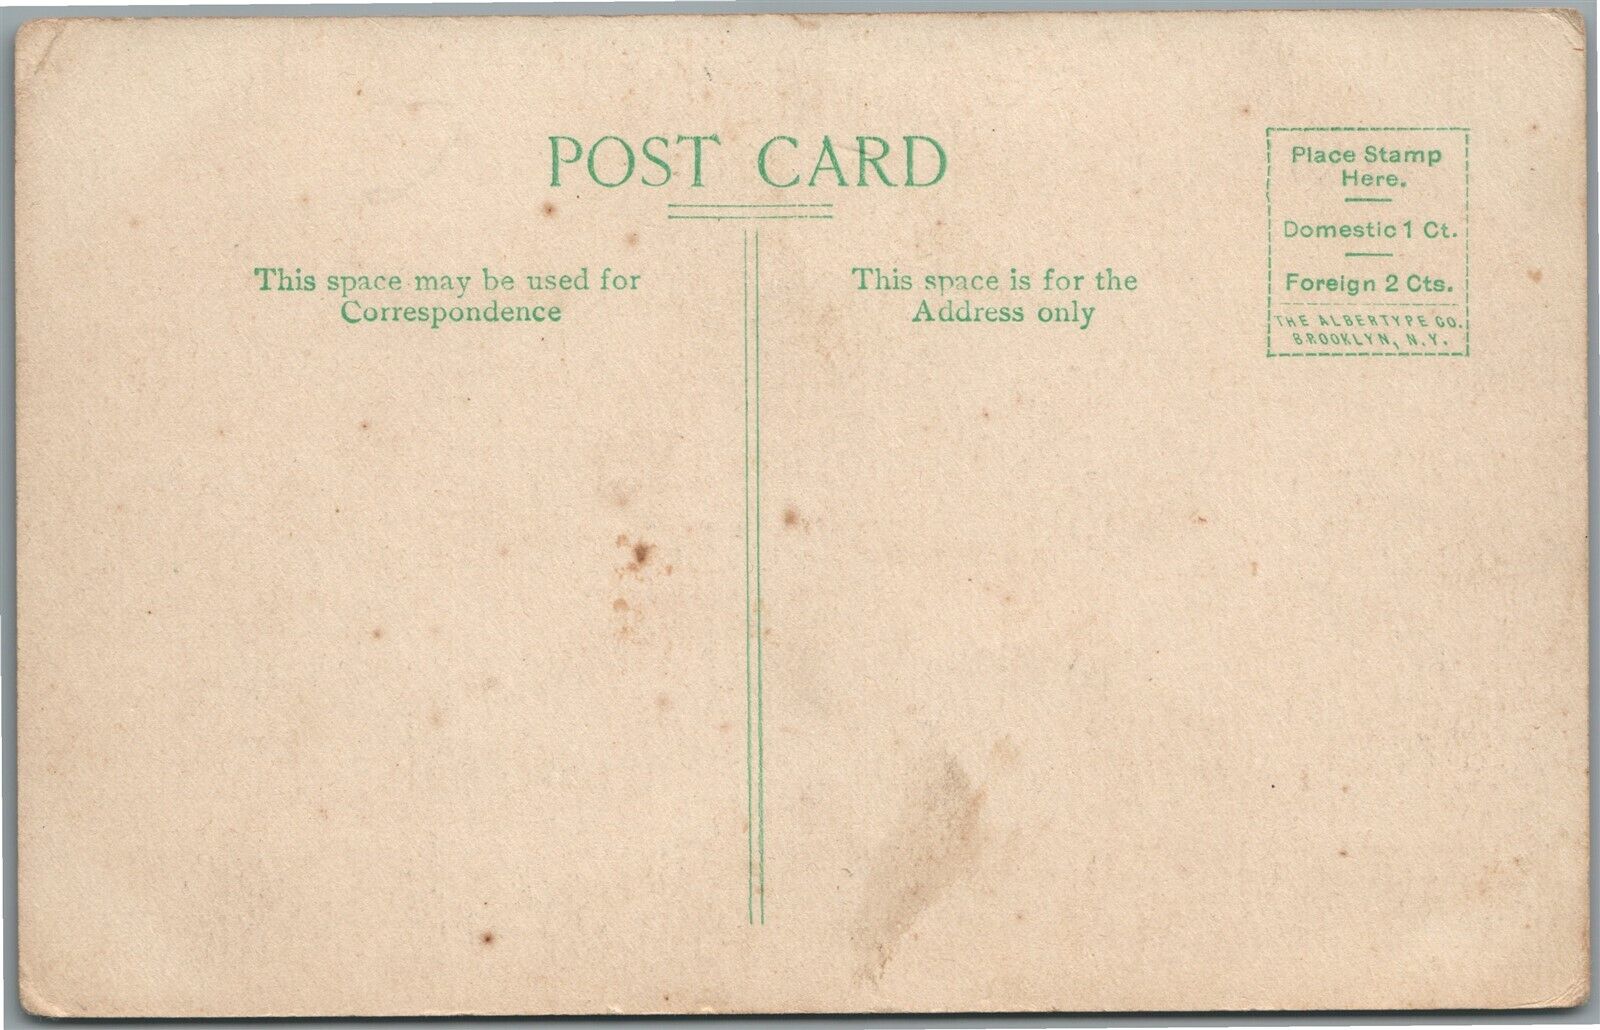 POST CARD
This space may be used for
Correspondence
This space is for the
Address only
Place Stamp
Here.
Domestic 1 Ct.
Foreign 2 Cts.
THE ALBERTYPE CO.
BROOKLYN, N.Y.